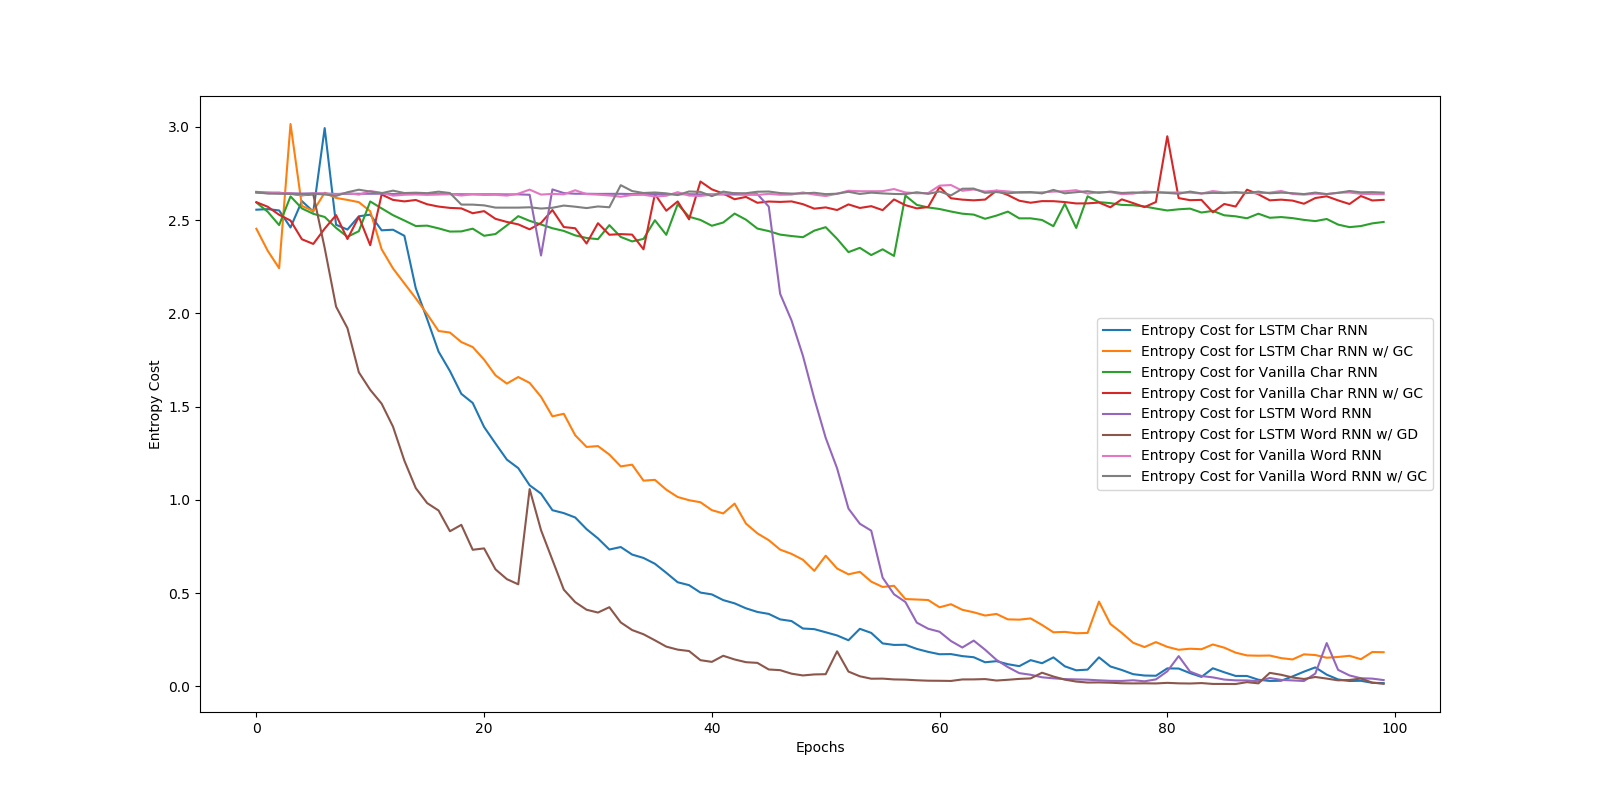 3.0
2.5
2.0
1.5
1.0
0.5
0.0
Entropy Cost
0 20 40 60 80 100
Epochs
Entropy Cost for LSTM Char RNN
Entropy Cost for LSTM Char RNN w/ GC
Entropy Cost for Vanilla Char RNN
Entropy Cost for Vanilla Char RNN w/ GC
Entropy Cost for LSTM Word RNN
Entropy Cost for LSTM Word RNN w/ GD
Entropy Cost for Vanilla Word RNN
Entropy Cost for Vanilla Word RNN w/ GC